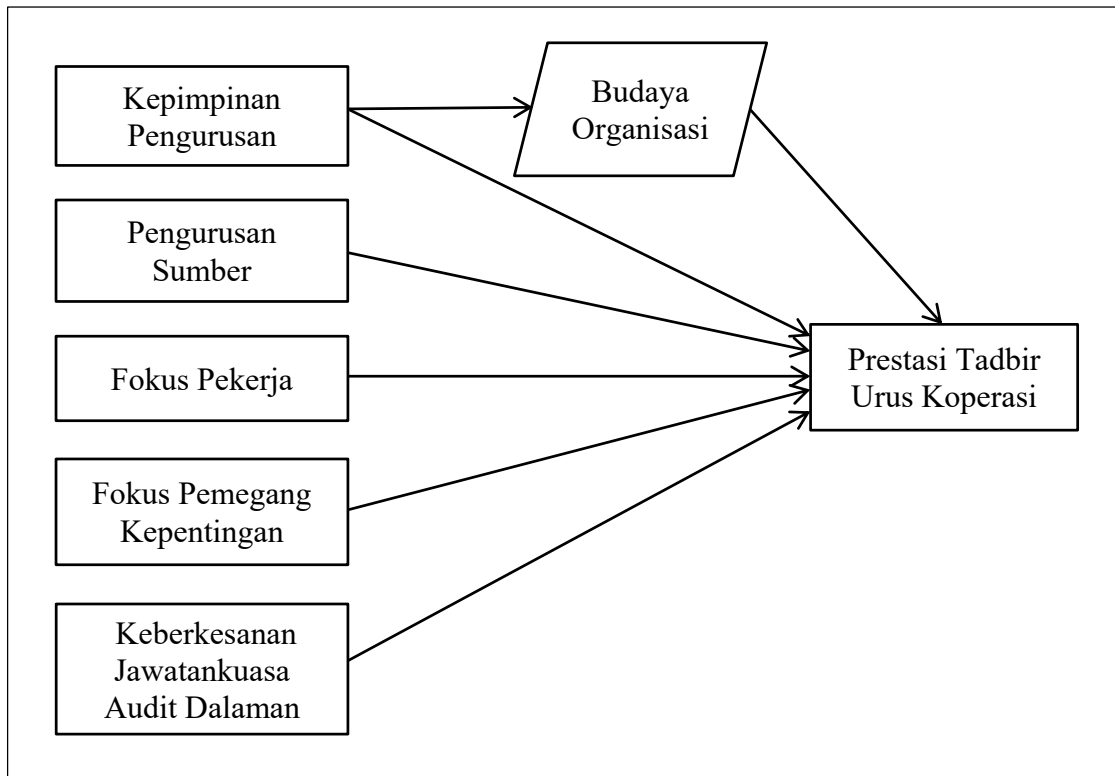 Kepimpinan
Pengurusan
Budaya
Organisasi
Pengurusan
Sumber
Fokus Pekerja
Prestasi Tadbir
Urus Koperasi
Fokus Pemegang
Kepentingan
Keberkesanan
Jawatankuasa
Audit Dalaman